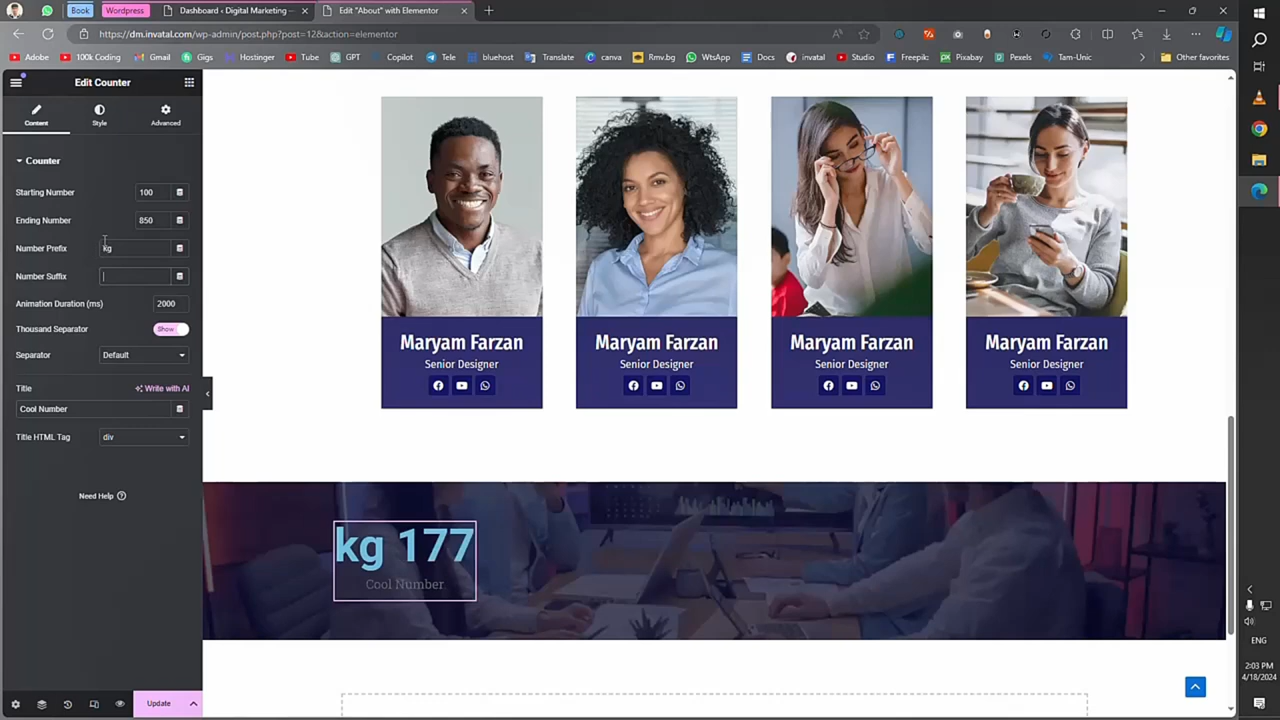 Book
Wordpress
Dashboard ‹ Digital Marketing —
Edit "About" with Elementor
https://dm.invatal.com/wp-admin/post.php?post=12&action=elementor
Adobe
100k Coding
Gmail
Gigs
Hostinger
Tube
GPT
Copilot
Tele
bluehost
Translate
canva
Rmv.bg
WtsApp
Docs
invatal
Studio
Freepik
Pixabay
Pexels
Tam-Unic
Other favorites
Edit Counter
Content
Style
Advanced
Counter
Starting Number 100
Ending Number 850
Number Prefix kg
Number Suffix
Animation Duration (ms) 2000
Thousand Separator Show
Separator Default
Title Write with AI
Cool Number
Title HTML Tag div
Need Help
Update
Maryam Farzan
Senior Designer
Maryam Farzan
Senior Designer
Maryam Farzan
Senior Designer
Maryam Farzan
Senior Designer
kg 177
Cool Number
ENG
2:03 PM
4/18/2024